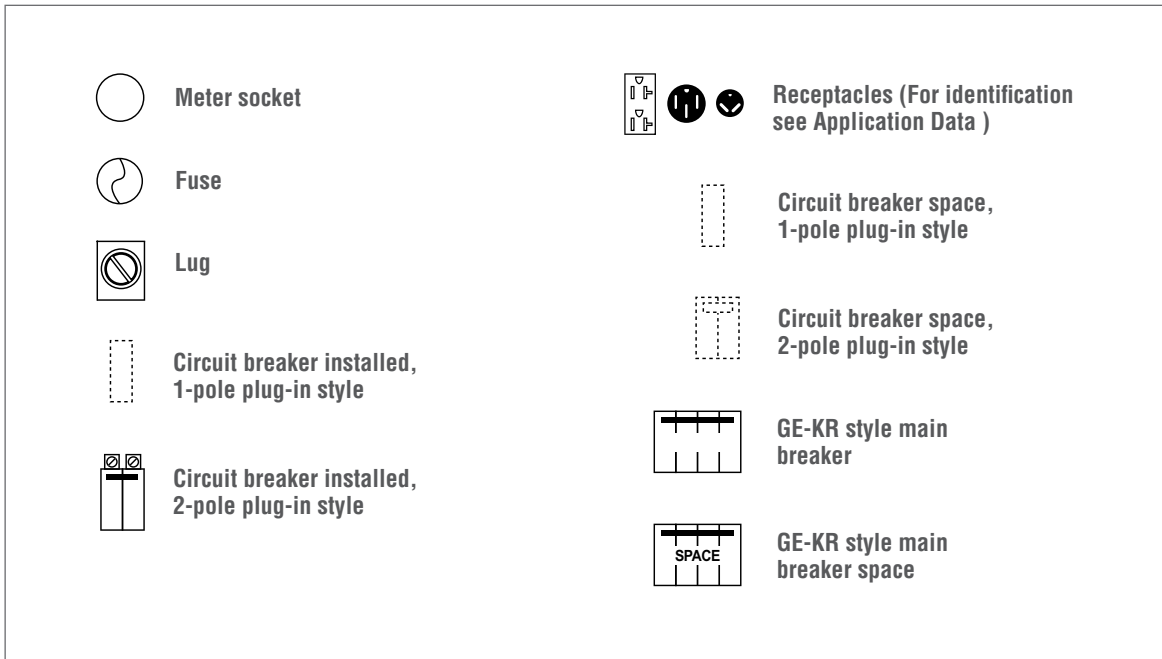 Meter socket
Fuse
Lug
Circuit breaker installed,
1-pole plug-in style
Circuit breaker installed,
2-pole plug-in style
Receptacles (For identification
see Application Data )
Circuit breaker space,
1-pole plug-in style
Circuit breaker space,
2-pole plug-in style
GE-KR style main
breaker
SPACE
GE-KR style main
breaker space